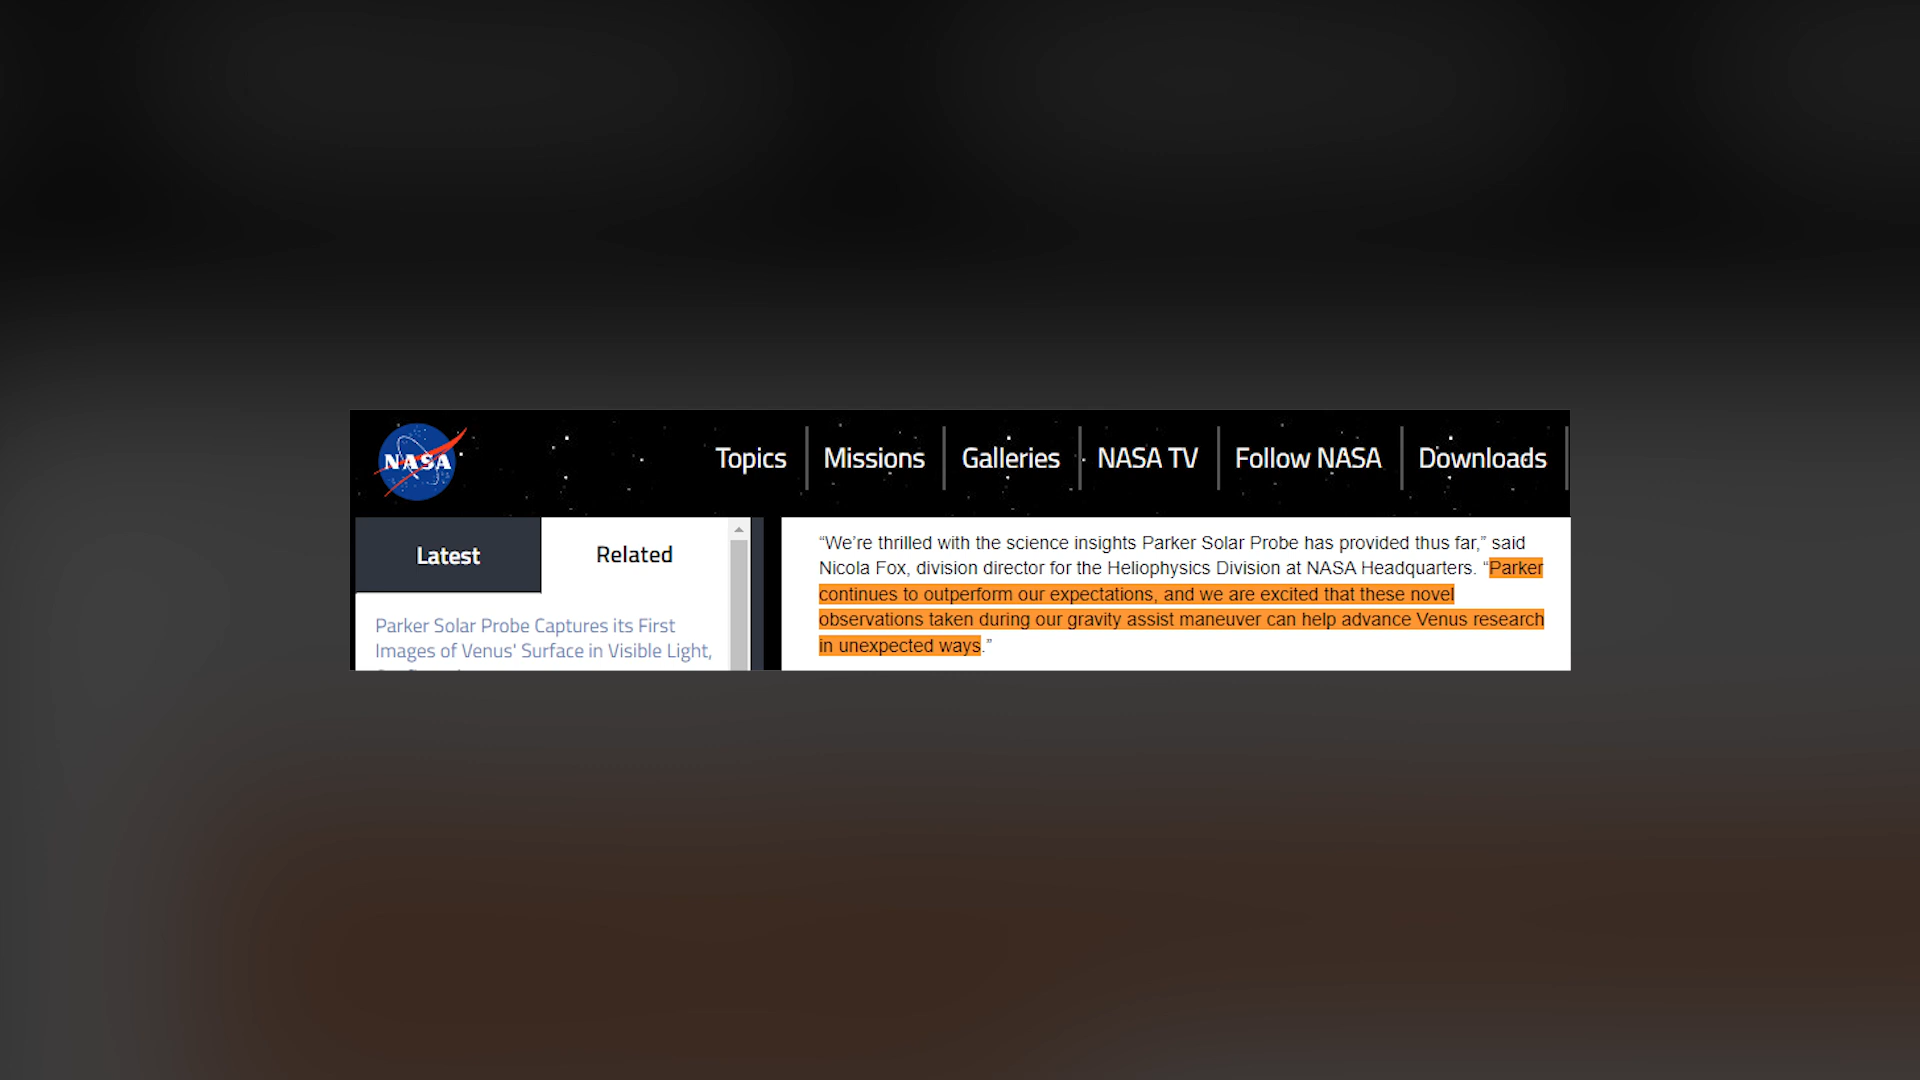 NASA
Topics
Missions
Galleries
NASA TV
Follow NASA
Downloads
Latest
Related
Parker Solar Probe Captures its First
Images of Venus' Surface in Visible Light,
“We’re thrilled with the science insights Parker Solar Probe has provided thus far,” said
Nicola Fox, division director for the Heliophysics Division at NASA Headquarters. “Parker
continues to outperform our expectations, and we are excited that these novel
observations taken during our gravity assist maneuver can help advance Venus research
in unexpected ways.”